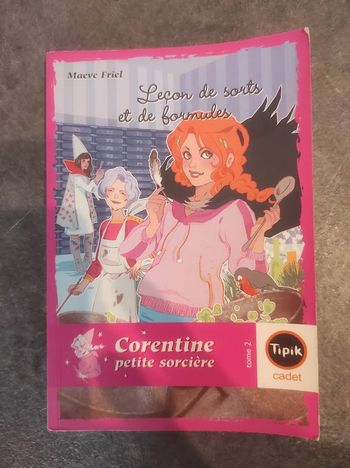 Maeve Friel
Leçon de sorts
et de formules
Corentine
petite sorcière
tome 2
Tipik
cadet